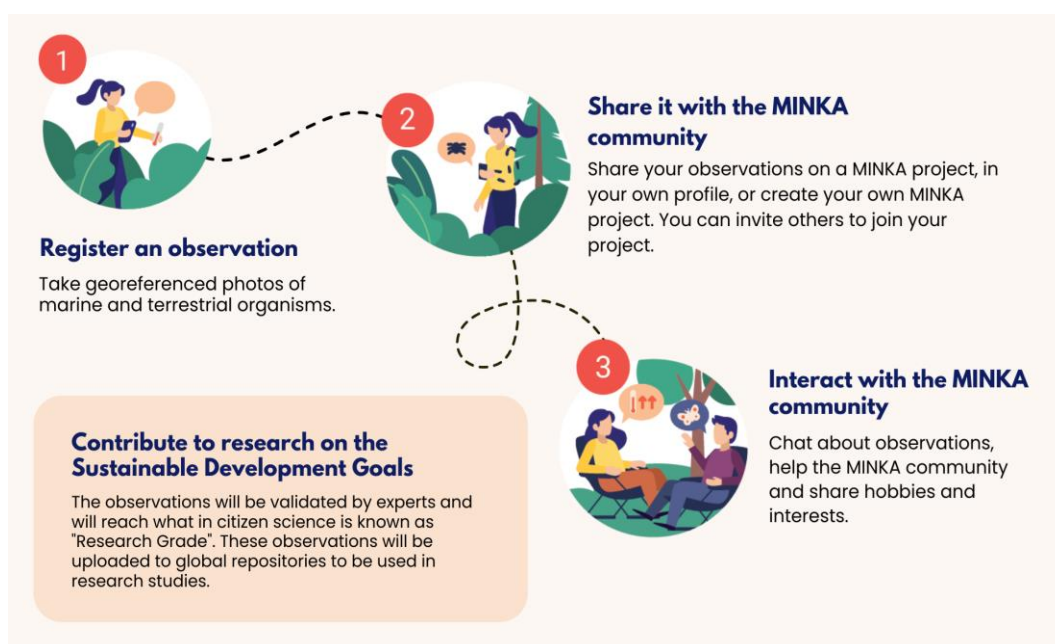 1
Register an observation
Take georeferenced photos of
marine and terrestrial organisms.
2
Share it with the MINKA
community
Share your observations on a MINKA project, in
your own profile, or create your own MINKA
project. You can invite others to join your
project.
3
Interact with the MINKA
community
Chat about observations,
help the MINKA community
and share hobbies and
interests.
Contribute to research on the
Sustainable Development Goals
The observations will be validated by experts and
will reach what in citizen science is known as
"Research Grade". These observations will be
uploaded to global repositories to be used in
research studies.